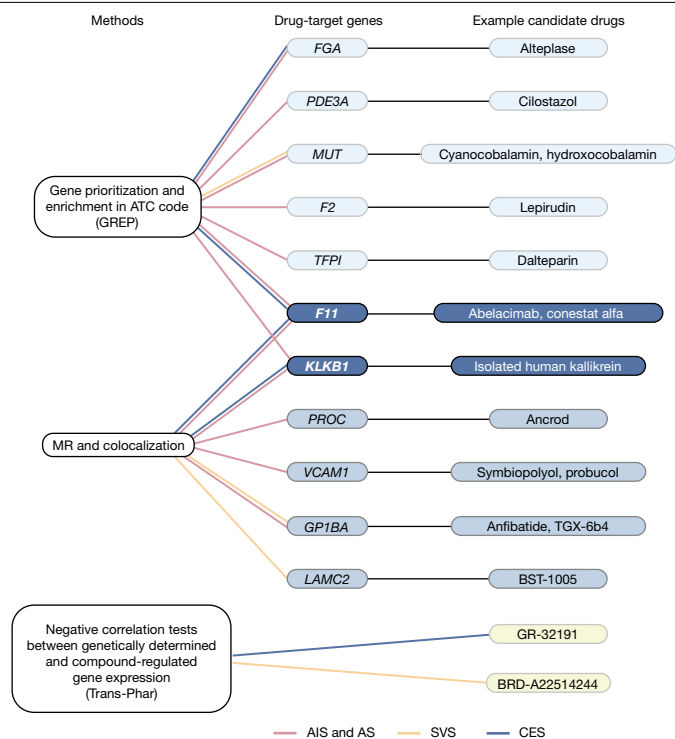 Methods
Drug-target genes
Example candidate drugs
FGA
Alteplase
PDE3A
Cilostazol
MUT
Cyanocobalamin, hydroxocobalamin
Gene prioritization and
enrichment in ATC code
(GREP)
F2
Lepirudin
TFPI
Dalteparin
F11
Abelacimab, conestat alfa
KLKB1
Isolated human kallikrein
PROC
Ancrod
MR and colocalization
VCAM1
Symbiopolyol, probucol
GP1BA
Anfibatide, TGX-6b4
LAMC2
BST-1005
Negative correlation tests
between genetically determined
and compound-regulated
gene expression
(Trans-Phar)
GR-32191
BRD-A22514244
AIS and AS
SVS
CES